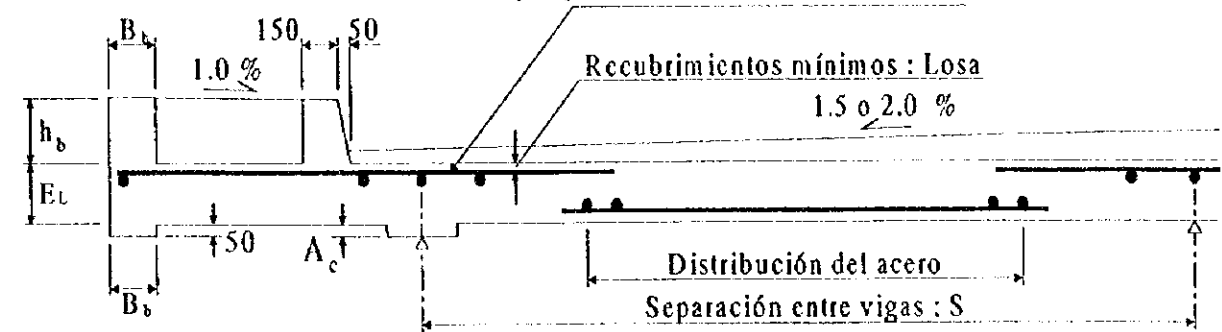 B_b 150 50
1.0 %
Recubrimientos mínimos : Losa
1.5 o 2.0 %
h_b
E_L
50 A_c
Distribución del acero
B_b
Separación entre vigas : S